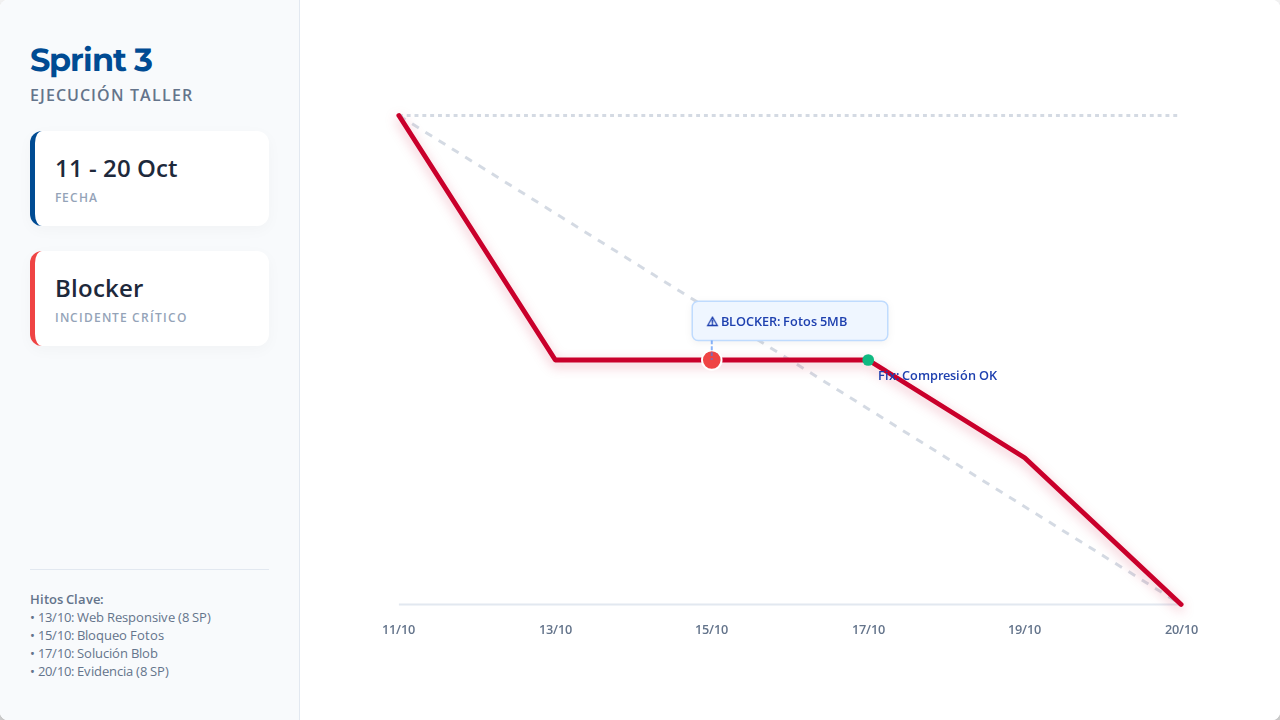 Sprint 3
EJECUCIÓN TALLER
11 - 20 Oct
FECHA
Blocker
INCIDENTE CRÍTICO
Hitos Clave:
• 13/10: Web Responsive (8 SP)
• 15/10: Bloqueo Fotos
• 17/10: Solución Blob
• 20/10: Evidencia (8 SP)
⚠ BLOCKER: Fotos 5MB
Fix: Compresión OK
11/10
13/10
15/10
17/10
19/10
20/10